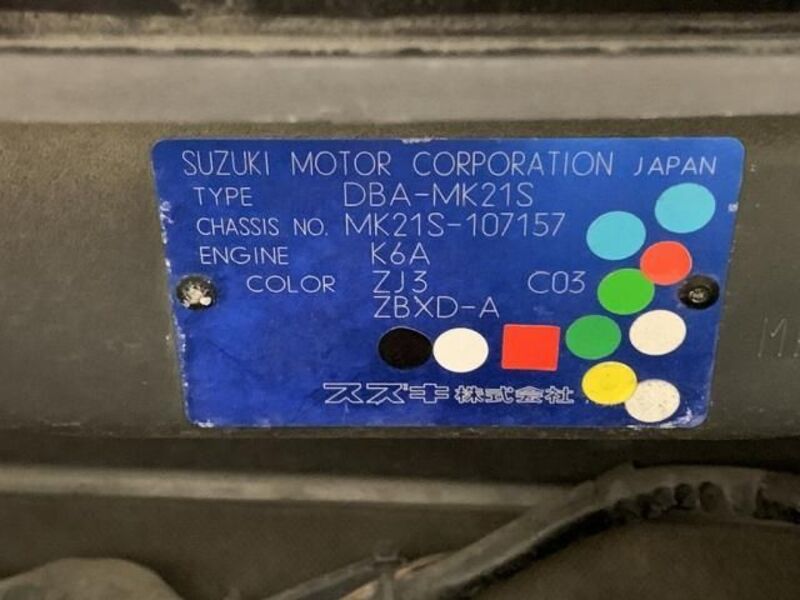 SUZUKI MOTOR CORPORATION JAPAN
TYPE DBA-MK21S
CHASSIS NO. MK21S-107157
ENGINE K6A
COLOR ZJ3 C03
ZBXD-A
スズキ株式会社